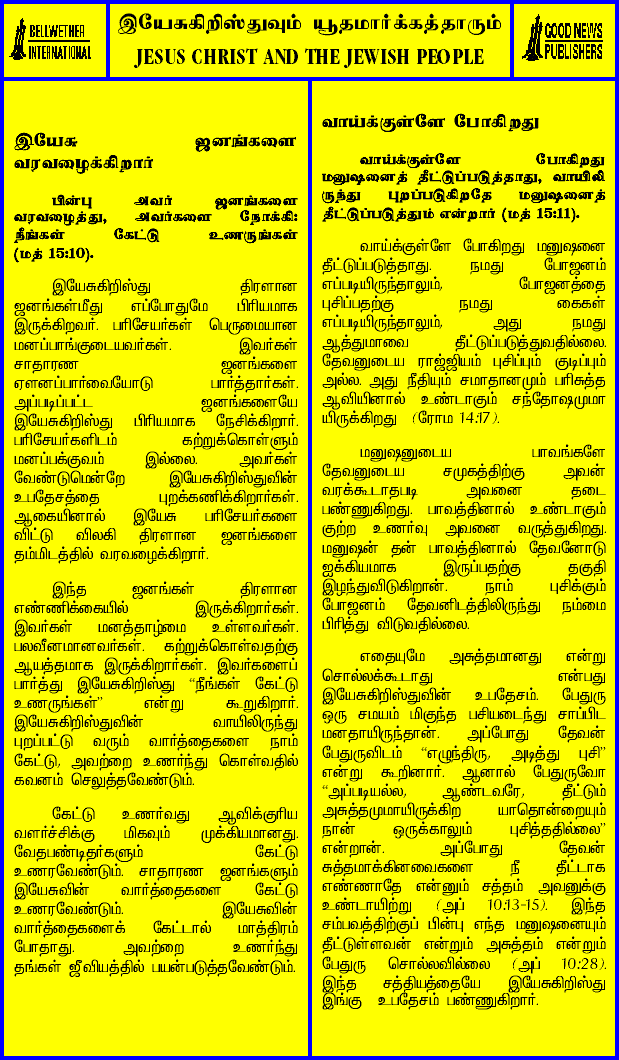 BELLWETHER
INTERNATIONAL
இயேசுகிறிஸ்துவும் யூதமார்க்கத்தாரும்
JESUS CHRIST AND THE JEWISH PEOPLE
GOOD NEWS
PUBLISHERS
இயேசு ஜனங்களை
வரவழைக்கிறார்
பின்பு அவர் ஜனங்களை
வரவழைத்து, அவர்களை நோக்கி:
நீங்கள் கேட்டு உணருங்கள்
(மத் 15:10).
இயேசுகிறிஸ்து திரளான
ஜனங்கள்மீது எப்போதுமே பிரியமாக
இருக்கிறவர். பரிசேயர்கள் பெருமையான
மனப்பாங்குடையவர்கள். இவர்கள்
சாதாரண ஜனங்களை
ஏளனப்பார்வையோடு பார்த்தார்கள்.
அப்படிப்பட்ட ஜனங்களையே
இயேசுகிறிஸ்து பிரியமாக நேசிக்கிறார்.
பரிசேயர்களிடம் கற்றுக்கொள்ளும்
மனப்பக்குவம் இல்லை. அவர்கள்
வேண்டுமென்றே இயேசுகிறிஸ்துவின்
உபதேசத்தை புறக்கணிக்கிறார்கள்.
ஆகையினால் இயேசு பரிசேயர்களை
விட்டு விலகி திரளான ஜனங்களை
தம்மிடத்தில் வரவழைக்கிறார்.
இந்த ஜனங்கள் திரளான
எண்ணிக்கையில் இருக்கிறார்கள்.
இவர்கள் மனத்தாழ்மை உள்ளவர்கள்.
பலவீனமானவர்கள். கற்றுக்கொள்வதற்கு
ஆயத்தமாக இருக்கிறார்கள். இவர்களைப்
பார்த்து இயேசுகிறிஸ்து “நீங்கள் கேட்டு
உணருங்கள்” என்று கூறுகிறார்.
இயேசுகிறிஸ்துவின் வாயிலிருந்து
புறப்பட்டு வரும் வார்த்தைகளை நாம்
கேட்டு, அவற்றை உணர்ந்து கொள்வதில்
கவனம் செலுத்தவேண்டும்.
கேட்டு உணர்வது ஆவிக்குரிய
வளர்ச்சிக்கு மிகவும் முக்கியமானது.
வேதபண்டிதர்களும் கேட்டு
உணரவேண்டும். சாதாரண ஜனங்களும்
இயேசுவின் வார்த்தைகளை கேட்டு
உணரவேண்டும். இயேசுவின்
வார்த்தைகளைக் கேட்டால் மாத்திரம்
போதாது. அவற்றை உணர்ந்து
தங்கள் ஜீவியத்தில் பயன்படுத்தவேண்டும்.
வாய்க்குள்ளே போகிறது
வாய்க்குள்ளே போகிறது
மனுஷனைத் தீட்டுப்படுத்தாது, வாயிலி
ருந்து புறப்படுகிறதே மனுஷனைத்
தீட்டுப்படுத்தும் என்றார் (மத் 15:11).
வாய்க்குள்ளே போகிறது மனுஷனை
தீட்டுப்படுத்தாது. நமது போஜனம்
எப்படியிருந்தாலும், போஜனத்தை
புசிப்பதற்கு நமது கைகள்
எப்படியிருந்தாலும், அது நமது
ஆத்துமாவை தீட்டுப்படுத்துவதில்லை.
தேவனுடைய ராஜ்ஜியம் புசிப்பும் குடிப்பும்
அல்ல. அது நீதியும் சமாதானமும் பரிசுத்த
ஆவியினால் உண்டாகும் சந்தோஷமுமா
யிருக்கிறது (ரோம 14:17).
மனுஷனுடைய பாவங்களே
தேவனுடைய சமுகத்திற்கு அவன்
வரக்கூடாதபடி அவனை தடை
பண்ணுகிறது. பாவத்தினால் உண்டாகும்
குற்ற உணர்வு அவனை வருத்துகிறது.
மனுஷன் தன் பாவத்தினால் தேவனோடு
ஐக்கியமாக இருப்பதற்கு தகுதி
இழந்துவிடுகிறான். நாம் புசிக்கும்
போஜனம் தேவனிடத்திலிருந்து நம்மை
பிரித்து விடுவதில்லை.
எதையுமே அசுத்தமானது என்று
சொல்லக்கூடாது என்பது
இயேசுகிறிஸ்துவின் உபதேசம். பேதுரு
ஒரு சமயம் மிகுந்த பசியடைந்து சாப்பிட
மனதாயிருந்தான். அப்போது தேவன்
பேதுருவிடம் “எழுந்திரு, அடித்து புசி”
என்று கூறினார். ஆனால் பேதுருவோ
“அப்படியல்ல, ஆண்டவரே, தீட்டும்
அசுத்தமுமாயிருக்கிற யாதொன்றையும்
நான் ஒருக்காலும் புசித்ததில்லை”
என்றான். அப்போது தேவன்
சுத்தமாக்கினவைகளை நீ தீட்டாக
எண்ணாதே என்னும் சத்தம் அவனுக்கு
உண்டாயிற்று (அப் 10:13-15). இந்த
சம்பவத்திற்குப் பின்பு எந்த மனுஷனையும்
தீட்டுள்ளவன் என்றும் அசுத்தம் என்றும்
பேதுரு சொல்லவில்லை (அப் 10:28).
இந்த சத்தியத்தையே இயேசுகிறிஸ்து
இங்கு உபதேசம் பண்ணுகிறார்.